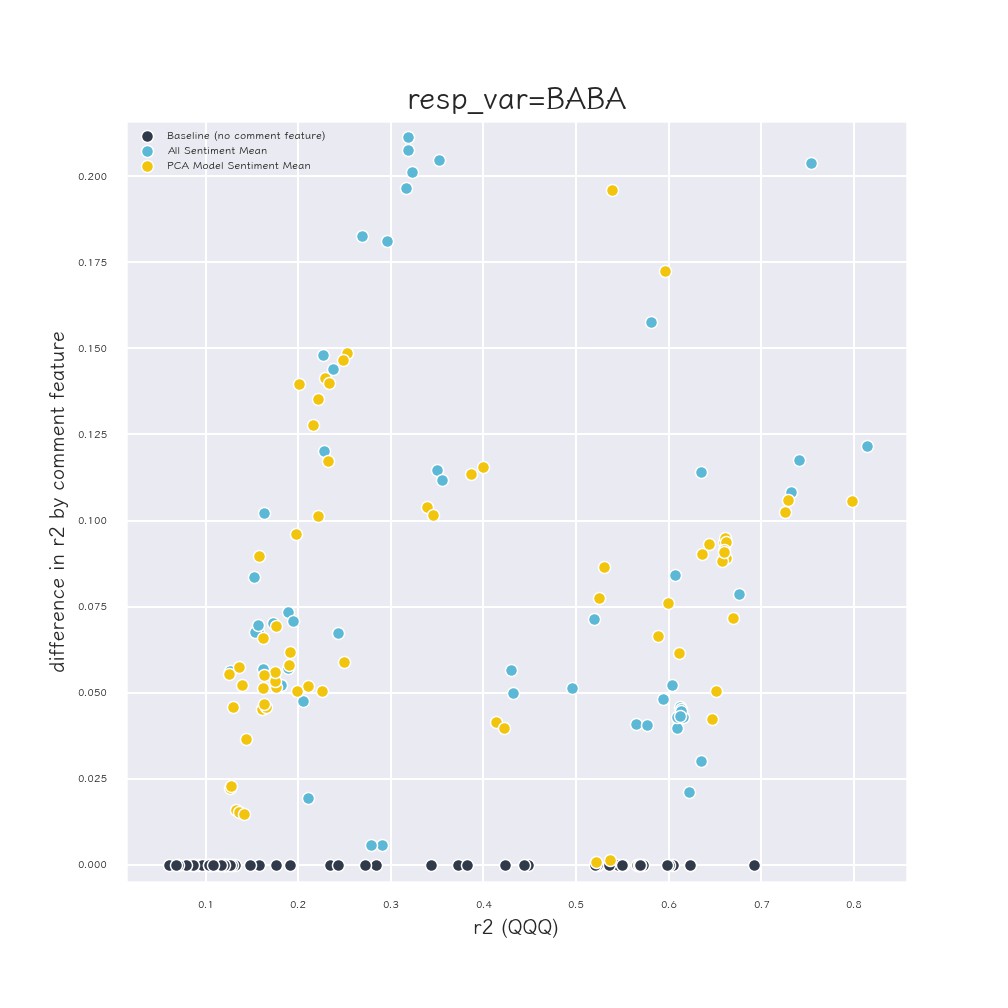 resp_var=BABA
Baseline (no comment feature)
All Sentiment Mean
PCA Model Sentiment Mean
difference in r2 by comment feature
0.200
0.175
0.150
0.125
0.100
0.075
0.050
0.025
0.000
0.1 0.2 0.3 0.4 0.5 0.6 0.7 0.8
r2 (QQQ)